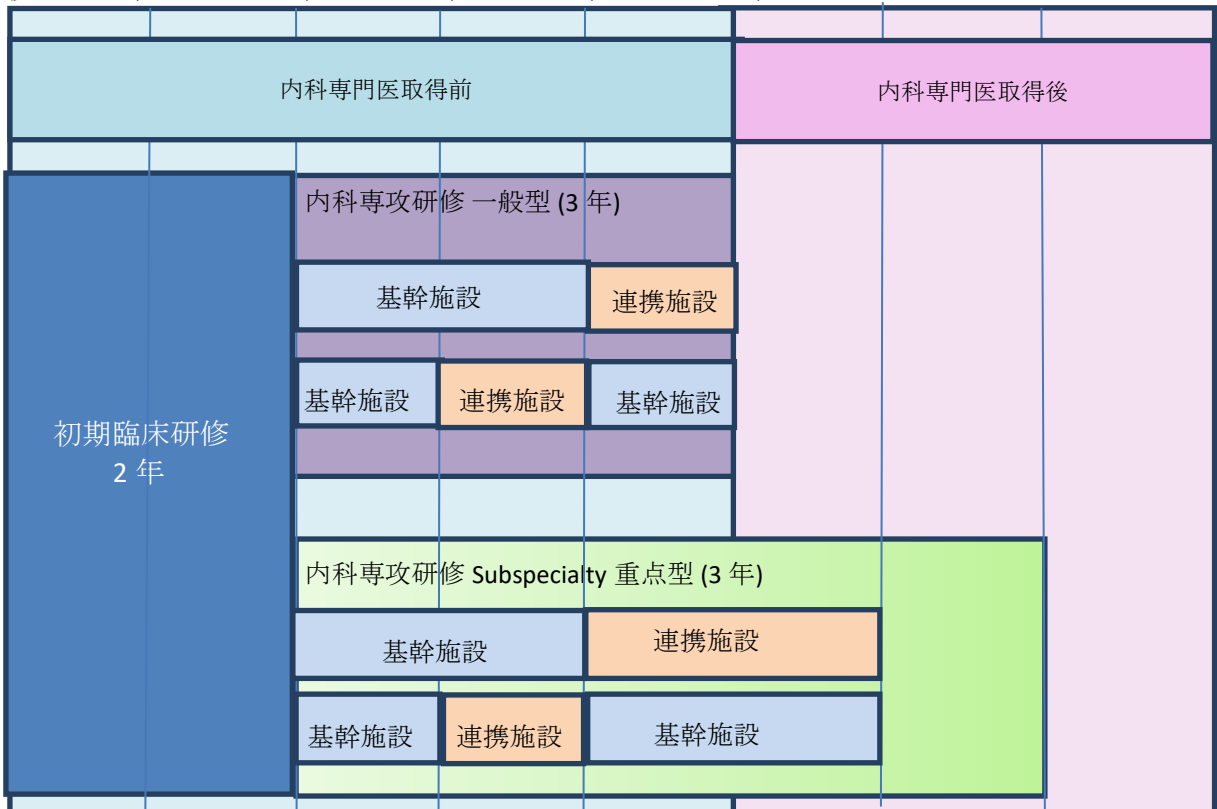 内科専門医取得前
内科専門医取得後
内科専攻研修 一般型 (3 年)
基幹施設
連携施設
基幹施設
連携施設
基幹施設
初期臨床研修
2 年
内科専攻研修 Subspecialty 重点型 (3 年)
基幹施設
連携施設
基幹施設
連携施設
基幹施設